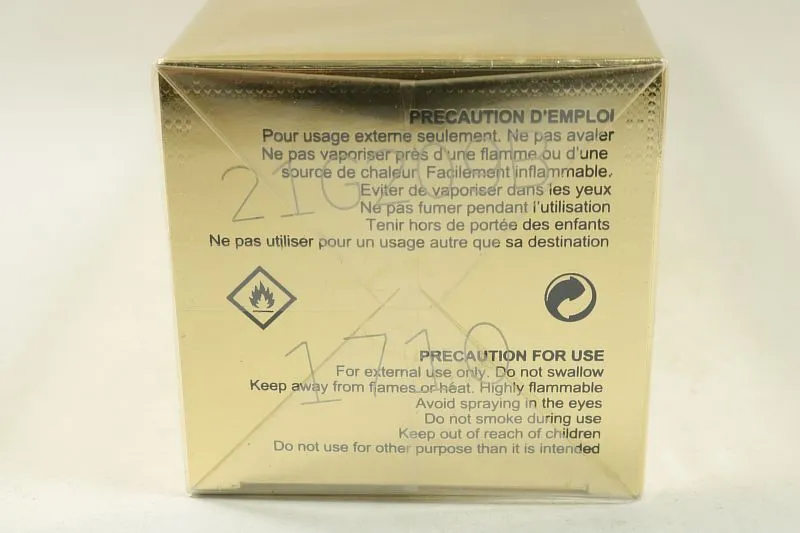 PRECAUTION D'EMPLOI
Pour usage externe seulement. Ne pas avaler
Ne pas vaporiser près d'une flamme ou d'une
source de chaleur. Facilement inflammable.
Eviter de vaporiser dans les yeux
Ne pas fumer pendant l'utilisation
Tenir hors de portée des enfants
Ne pas utiliser pour un usage autre que sa destination
1710
PRECAUTION FOR USE
For external use only. Do not swallow
Keep away from flames or heat. Highly flammable
Avoid spraying in the eyes
Do not smoke during use
Keep out of reach of children
Do not use for other purpose than it is intended